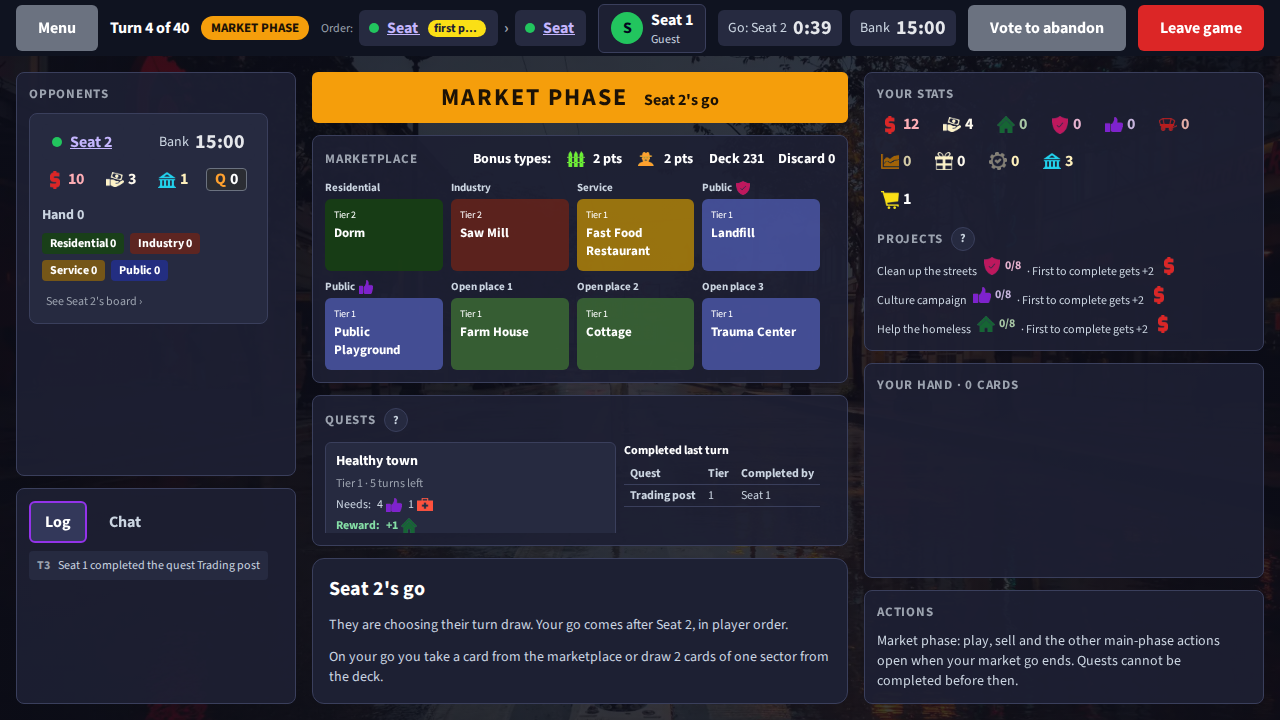 Menu
Turn 4 of 40
MARKET PHASE
Order:
Seat
first p...
›
Seat
S
Seat 1
Guest
Go: Seat 2 0:39
Bank 15:00
Vote to abandon
Leave game
OPPONENTS
Seat 2
Bank 15:00
10
3
1
Q 0
Hand 0
Residential 0
Industry 0
Service 0
Public 0
See Seat 2's board ›
Log
Chat
T3 Seat 1 completed the quest Trading post
MARKET PHASE Seat 2's go
MARKETPLACE
Bonus types:
2 pts
2 pts
Deck 231
Discard 0
Residential
Tier 2
Dorm
Industry
Tier 2
Saw Mill
Service
Tier 1
Fast Food
Restaurant
Public
Tier 1
Landfill
Public
Tier 1
Public
Playground
Open place 1
Tier 1
Farm House
Open place 2
Tier 1
Cottage
Open place 3
Tier 1
Trauma Center
QUESTS ?
Healthy town
Tier 1 · 5 turns left
Needs: 4 1
Reward: +1
Completed last turn
Quest Tier Completed by
Trading post 1 Seat 1
Seat 2's go
They are choosing their turn draw. Your go comes after Seat 2, in player order.
On your go you take a card from the marketplace or draw 2 cards of one sector from
the deck.
YOUR STATS
12 4 0 0 0 0
0 0 0 3
1
PROJECTS ?
Clean up the streets 0/8 · First to complete gets +2
Culture campaign 0/8 · First to complete gets +2
Help the homeless 0/8 · First to complete gets +2
YOUR HAND · 0 CARDS
ACTIONS
Market phase: play, sell and the other main-phase actions
open when your market go ends. Quests cannot be
completed before then.